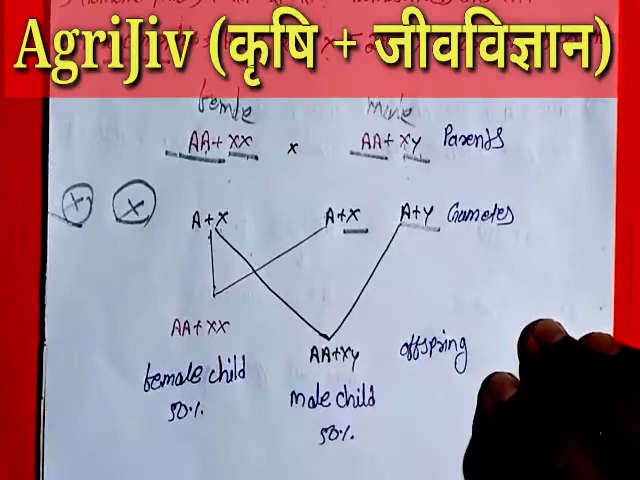 AgriJiv (कृषि + जीवविज्ञान)
female male
AA+ XX x AA+ XY Parents
X X A+X A+X A+Y Gametes
AA+XX
AA+XY offspring
female child
50%
male child
50%